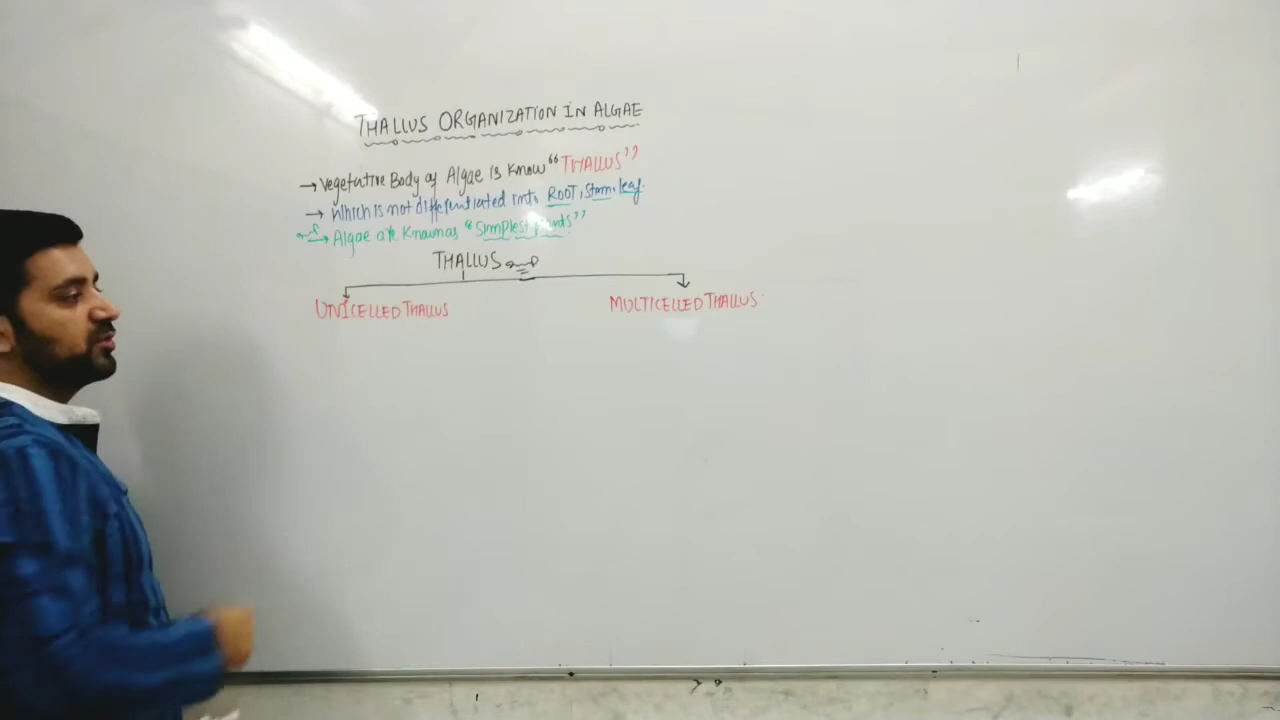 THALLUS ORGANIZATION IN ALGAE
→ Vegetative Body of Algae is Know “THALLUS”
→ Which is not differentiated into ROOT, Stem, leaf.
→ Algae are Known as “Simplest Plants”
THALLUS
UNICELLED THALLUS MULTICELLED THALLUS